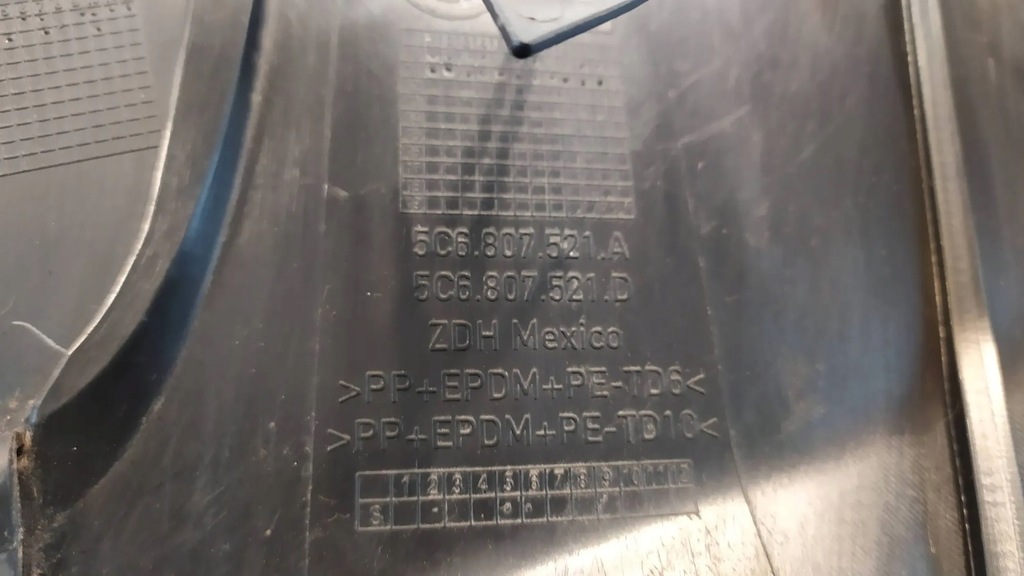 5C6.807.521.A
5C6.807.521.D
ZDH Mexico
>PP+EPDM+PE-TD6<
>PP+EPDM+PE-TD10<
1 2 3 4 5 6 7 8 9 10 11 12